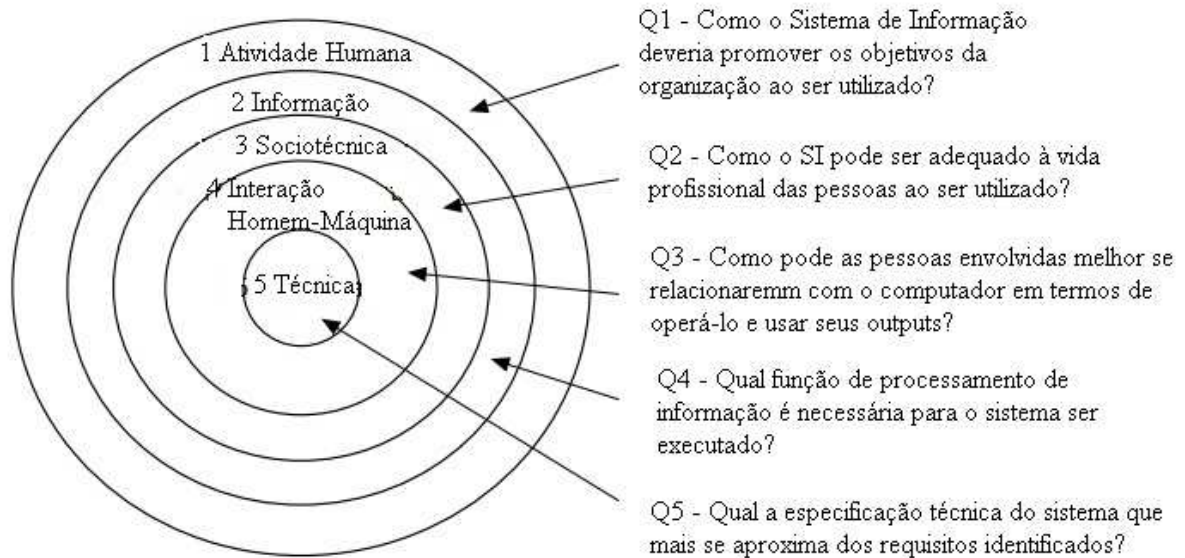 1 Atividade Humana
2 Informação
3 Sociotécnica
4 Interação
Homem-Máquina
5 Técnica
Q1 - Como o Sistema de Informação
deveria promover os objetivos da
organização ao ser utilizado?
Q2 - Como o SI pode ser adequado à vida
profissional das pessoas ao ser utilizado?
Q3 - Como pode as pessoas envolvidas melhor se
relacionaremm com o computador em termos de
operá-lo e usar seus outputs?
Q4 - Qual função de processamento de
informação é necessária para o sistema ser
executado?
Q5 - Qual a especificação técnica do sistema que
mais se aproxima dos requisitos identificados?